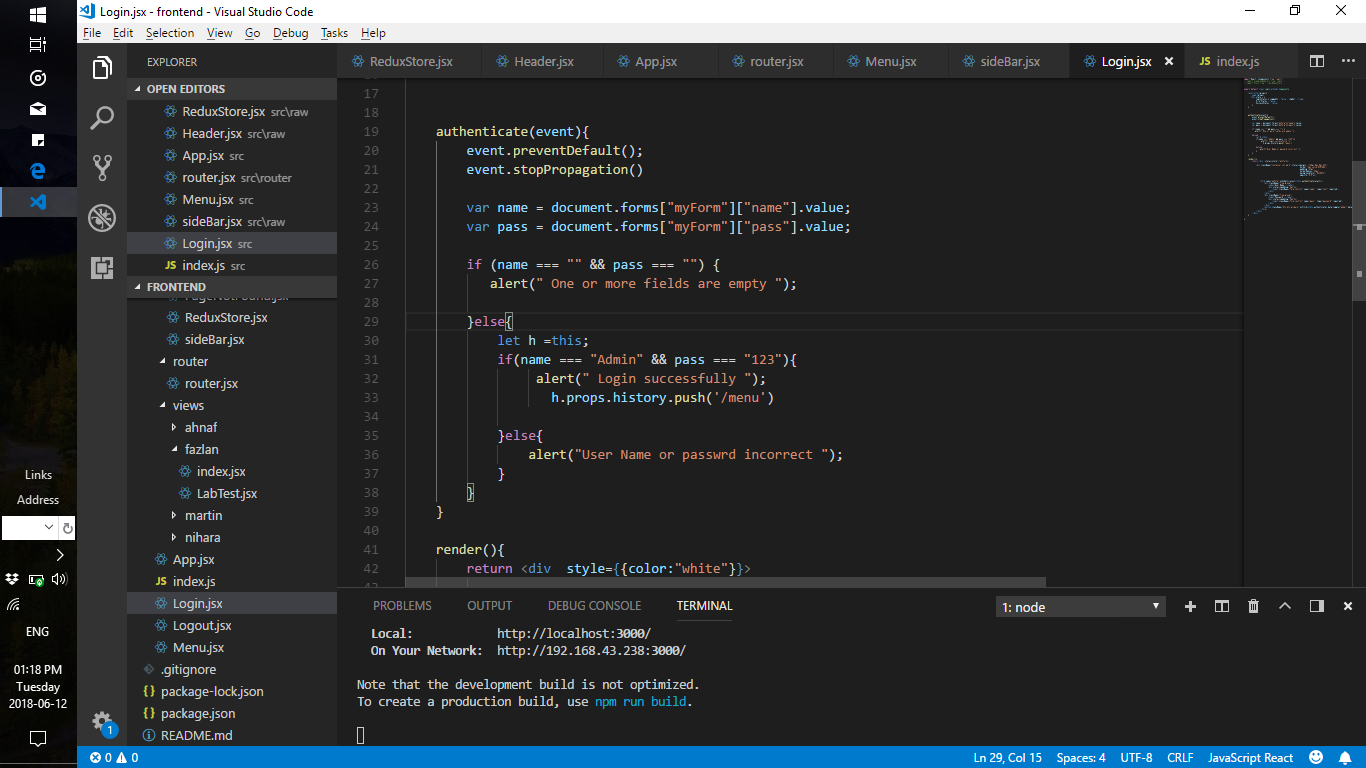 Login.jsx - frontend - Visual Studio Code
File Edit Selection View Go Debug Tasks Help
EXPLORER
OPEN EDITORS
ReduxStore.jsx src\raw
Header.jsx src\raw
App.jsx src
router.jsx src\router
Menu.jsx src
sideBar.jsx src\raw
Login.jsx src
JS index.js src
FRONTEND
ReduxStore.jsx
sideBar.jsx
router
router.jsx
views
ahnaf
fazlan
index.jsx
LabTest.jsx
martin
nihara
App.jsx
JS index.js
Login.jsx
Logout.jsx
Menu.jsx
.gitignore
{} package-lock.json
{} package.json
README.md
1
ReduxStore.jsx Header.jsx App.jsx router.jsx Menu.jsx sideBar.jsx Login.jsx JS index.js
17
18
19 authenticate(event){
20 event.preventDefault();
21 event.stopPropagation()
22
23 var name = document.forms["myForm"]["name"].value;
24 var pass = document.forms["myForm"]["pass"].value;
25
26 if (name === "" && pass === "") {
27 alert(" One or more fields are empty ");
28
29 }else{
30 let h =this;
31 if(name === "Admin" && pass === "123"){
32 alert(" Login successfully ");
33 h.props.history.push('/menu')
34
35 }else{
36 alert("User Name or passwrd incorrect ");
37 }
38 }
39 }
40
41 render(){
42 return <div  style={{color:"white"}}>
PROBLEMS OUTPUT DEBUG CONSOLE TERMINAL
1: node
Local: http://localhost:3000/
On Your Network: http://192.168.43.238:3000/
Note that the development build is not optimized.
To create a production build, use npm run build.
Links
Address
ENG
01:18 PM
Tuesday
2018-06-12
0 0
Ln 29, Col 15 Spaces: 4 UTF-8 CRLF JavaScript React